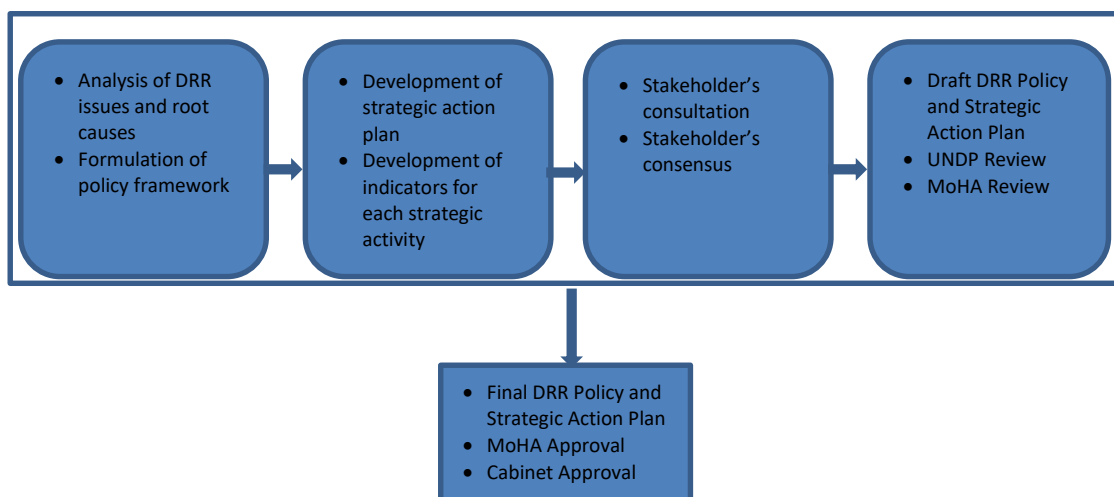 • Analysis of DRR
issues and root
causes
• Formulation of
policy framework
• Development of
strategic action
plan
• Development of
indicators for
each strategic
activity
• Stakeholder’s
consultation
• Stakeholder’s
consensus
• Draft DRR Policy
and Strategic
Action Plan
• UNDP Review
• MoHA Review
• Final DRR Policy and
Strategic Action Plan
• MoHA Approval
• Cabinet Approval